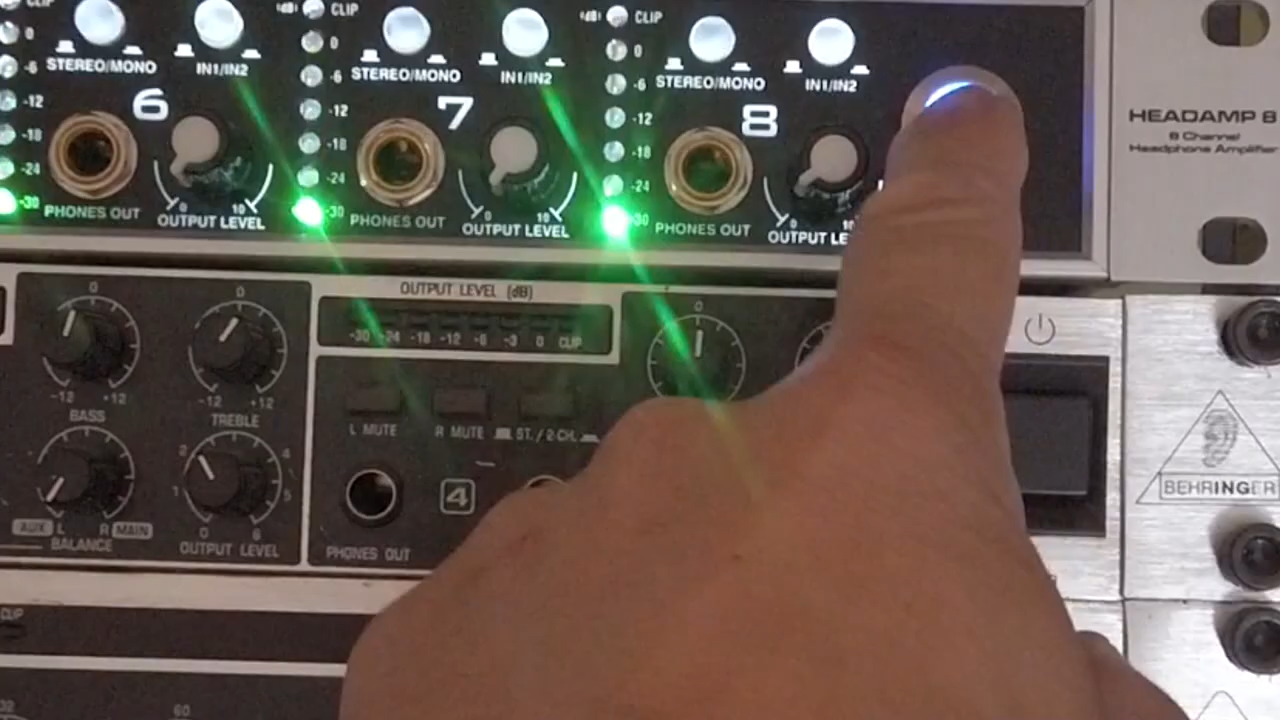 CLIP
(dB)
CLIP
(dB)
CLIP
0
0
0
-6
-6
-6
STEREO/MONO
IN1/IN2
STEREO/MONO
IN1/IN2
STEREO/MONO
IN1/IN2
-12
6
-12
7
-12
8
-18
-18
-18
-24
-24
-24
-30
-30
-30
PHONES OUT
0
10
OUTPUT LEVEL
PHONES OUT
0
10
OUTPUT LEVEL
PHONES OUT
0
10
OUTPUT LE
HEADAMP 8
8 Channel
Headphone Amplifier
OUTPUT LEVEL (dB)
-30 -24 -18 -12 -6 -3 0 CLIP
0
0
0
-12 +12
-12 +12
BASS
TREBLE
L MUTE
R MUTE
ST. / 2-CH.
1
2
4
5
0
6
4
AUX L
R MAIN
BALANCE
OUTPUT LEVEL
PHONES OUT
BEHRINGER
CLIP
32
60